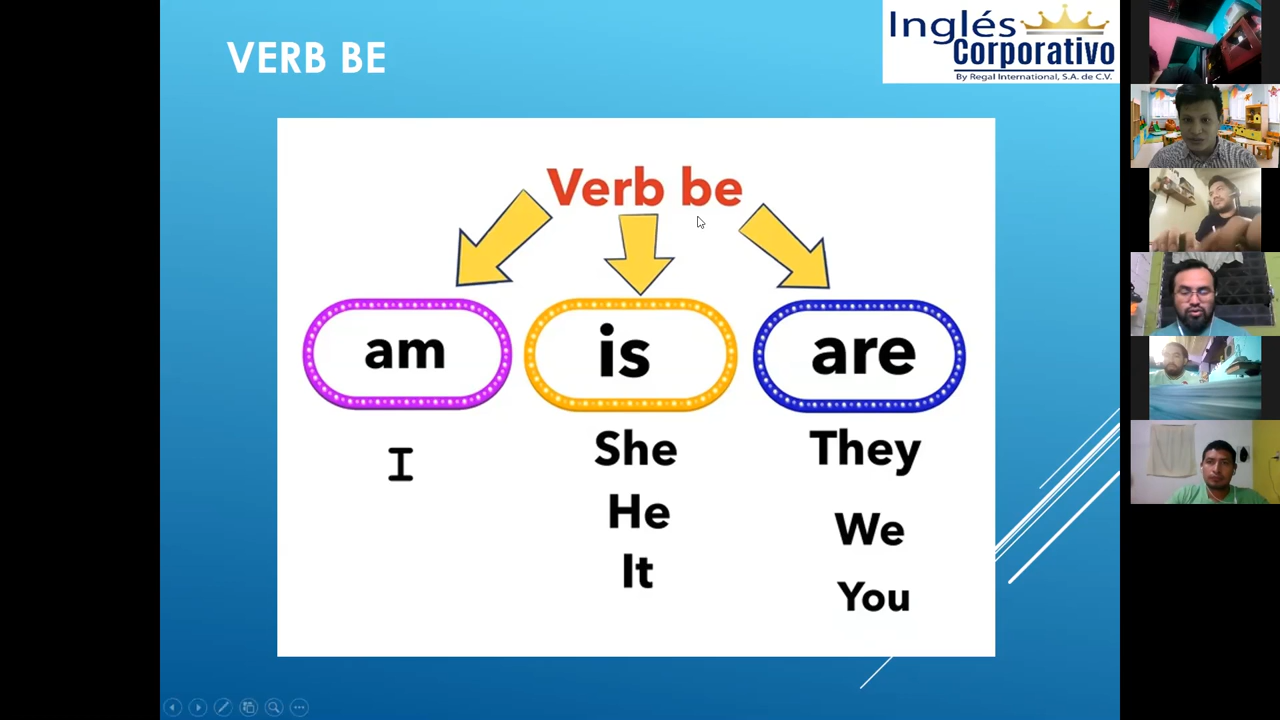 VERB BE
Inglés
Corporativo
By Regal International, S.A. de C.V.
Verb be
am
is
are
I
She
They
He
We
It
You